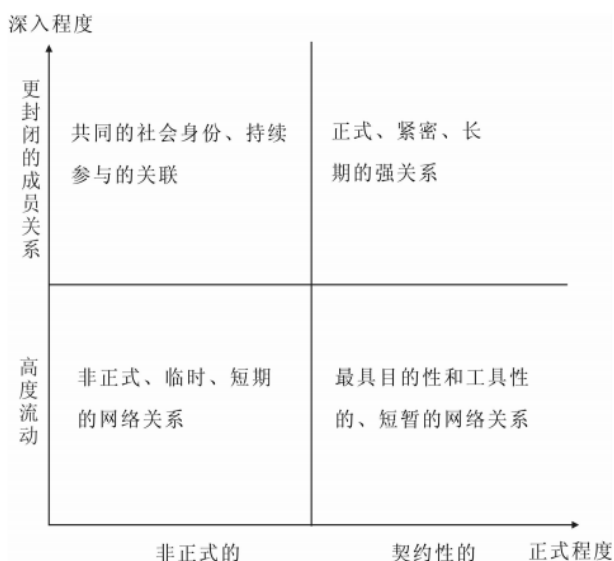 深入程度
更封闭的成员关系
共同的社会身份、持续
参与的关联
正式、紧密、长
期的强关系
高度流动
非正式、临时、短期
的网络关系
最具目的性和工具性
的、短暂的网络关系
非正式的
契约性的
正式程度